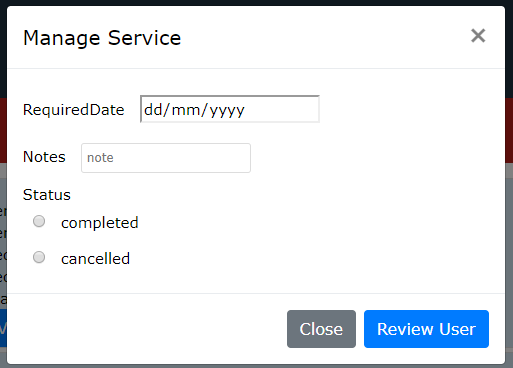 Manage Service ×
RequiredDate dd/mm/yyyy
Notes note
Status
completed
cancelled
Close Review User